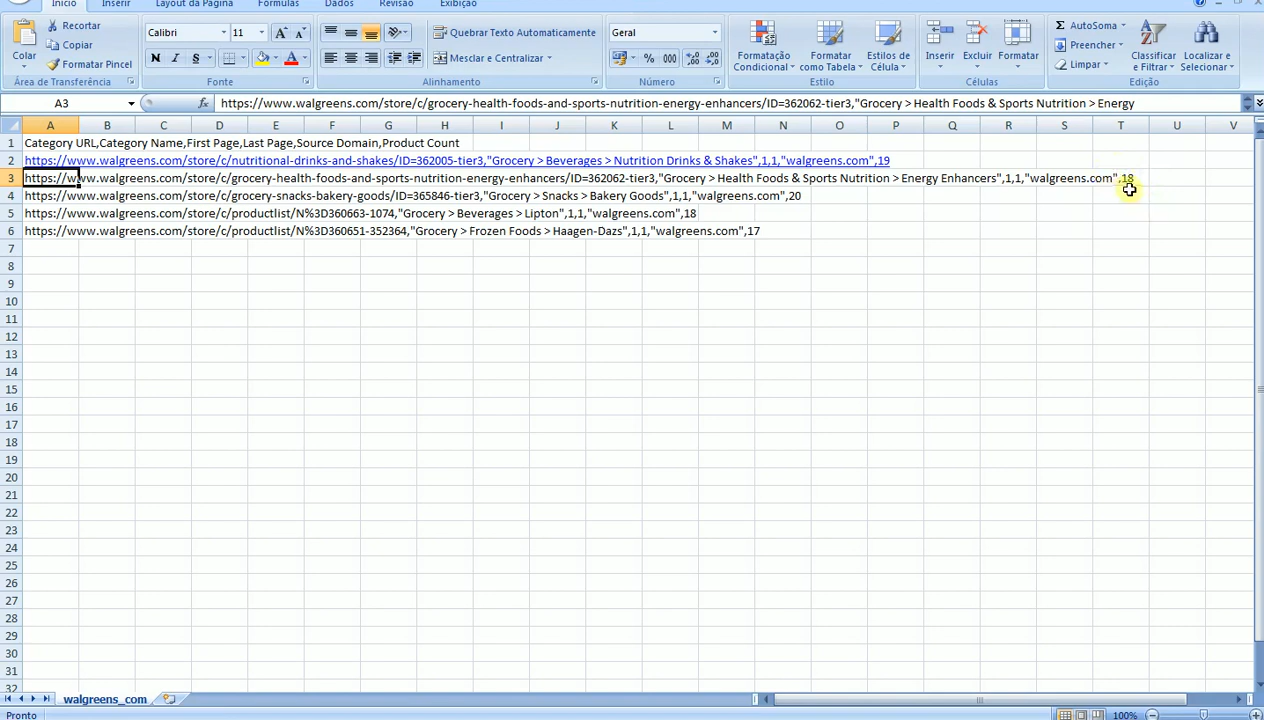 Início Inserir Layout da Página Fórmulas Dados Revisão Exibição
Colar
Recortar
Copiar
Formatar Pincel
Área de Transferência
Calibri 11
N I S
Fonte
Quebrar Texto Automaticamente
Mesclar e Centralizar
Alinhamento
Geral
% 000
Número
Formatação Condicional
Formatar como Tabela
Estilos de Célula
Estilo
Inserir
Excluir
Formatar
Células
AutoSoma
Preencher
Limpar
Classificar e Filtrar
Localizar e Selecionar
Edição
A3 fx https://www.walgreens.com/store/c/grocery-health-foods-and-sports-nutrition-energy-enhancers/ID=362062-tier3,"Grocery > Health Foods & Sports Nutrition > Energy
A B C D E F G H I J K L M N O P Q R S T U V
1 Category URL,Category Name,First Page,Last Page,Source Domain,Product Count
2 https://www.walgreens.com/store/c/nutritional-drinks-and-shakes/ID=362005-tier3,"Grocery > Beverages > Nutrition Drinks & Shakes",1,1,"walgreens.com",19
3 https://www.walgreens.com/store/c/grocery-health-foods-and-sports-nutrition-energy-enhancers/ID=362062-tier3,"Grocery > Health Foods & Sports Nutrition > Energy Enhancers",1,1,"walgreens.com",18
4 https://www.walgreens.com/store/c/grocery-snacks-bakery-goods/ID=365846-tier3,"Grocery > Snacks > Bakery Goods",1,1,"walgreens.com",20
5 https://www.walgreens.com/store/c/productlist/N%3D360663-1074,"Grocery > Beverages > Lipton",1,1,"walgreens.com",18
6 https://www.walgreens.com/store/c/productlist/N%3D360651-352364,"Grocery > Frozen Foods > Haagen-Dazs",1,1,"walgreens.com",17
7
8
9
10
11
12
13
14
15
16
17
18
19
20
21
22
23
24
25
26
27
28
29
30
31
32
walgreens_com
Pronto
100%